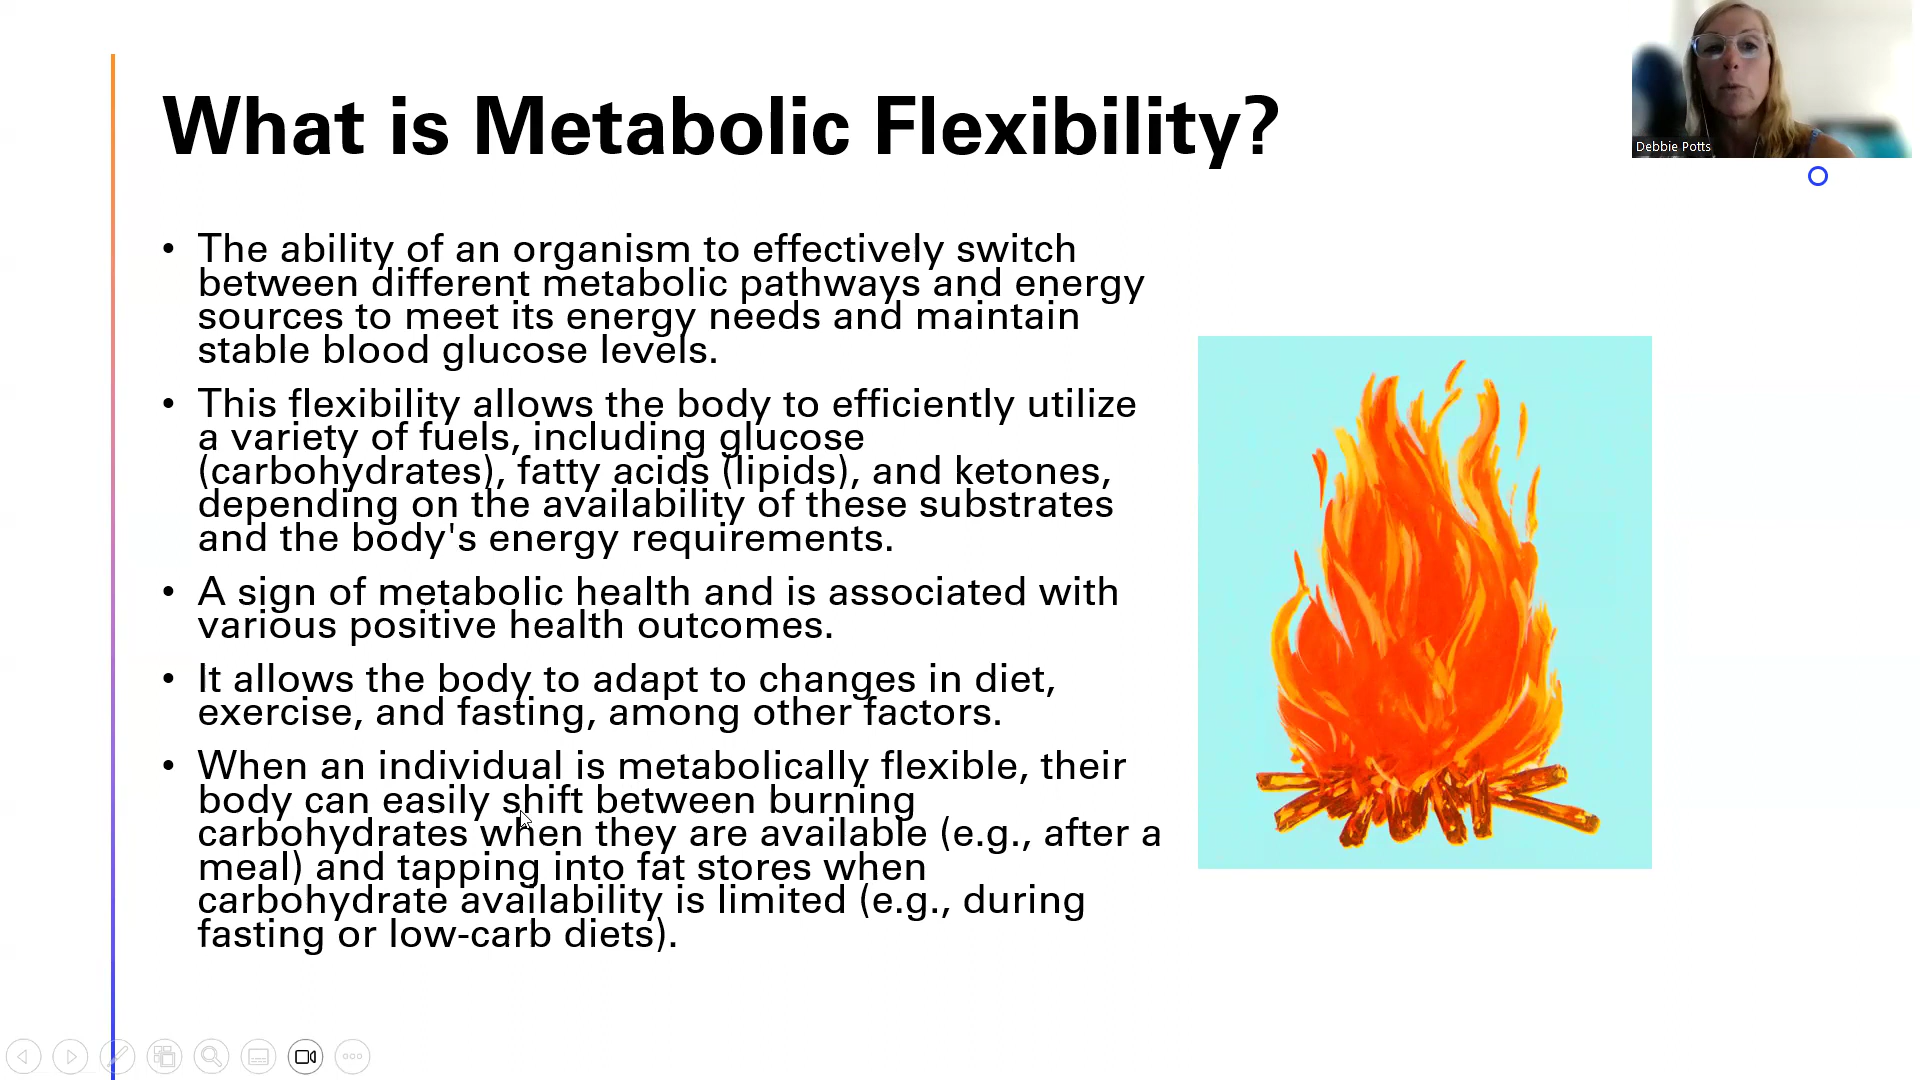 What is Metabolic Flexibility?
Debbie Potts
• The ability of an organism to effectively switch
between different metabolic pathways and energy
sources to meet its energy needs and maintain
stable blood glucose levels.
• This flexibility allows the body to efficiently utilize
a variety of fuels, including glucose
(carbohydrates), fatty acids (lipids), and ketones,
depending on the availability of these substrates
and the body's energy requirements.
• A sign of metabolic health and is associated with
various positive health outcomes.
• It allows the body to adapt to changes in diet,
exercise, and fasting, among other factors.
• When an individual is metabolically flexible, their
body can easily shift between burning
carbohydrates when they are available (e.g., after a
meal) and tapping into fat stores when
carbohydrate availability is limited (e.g., during
fasting or low-carb diets).